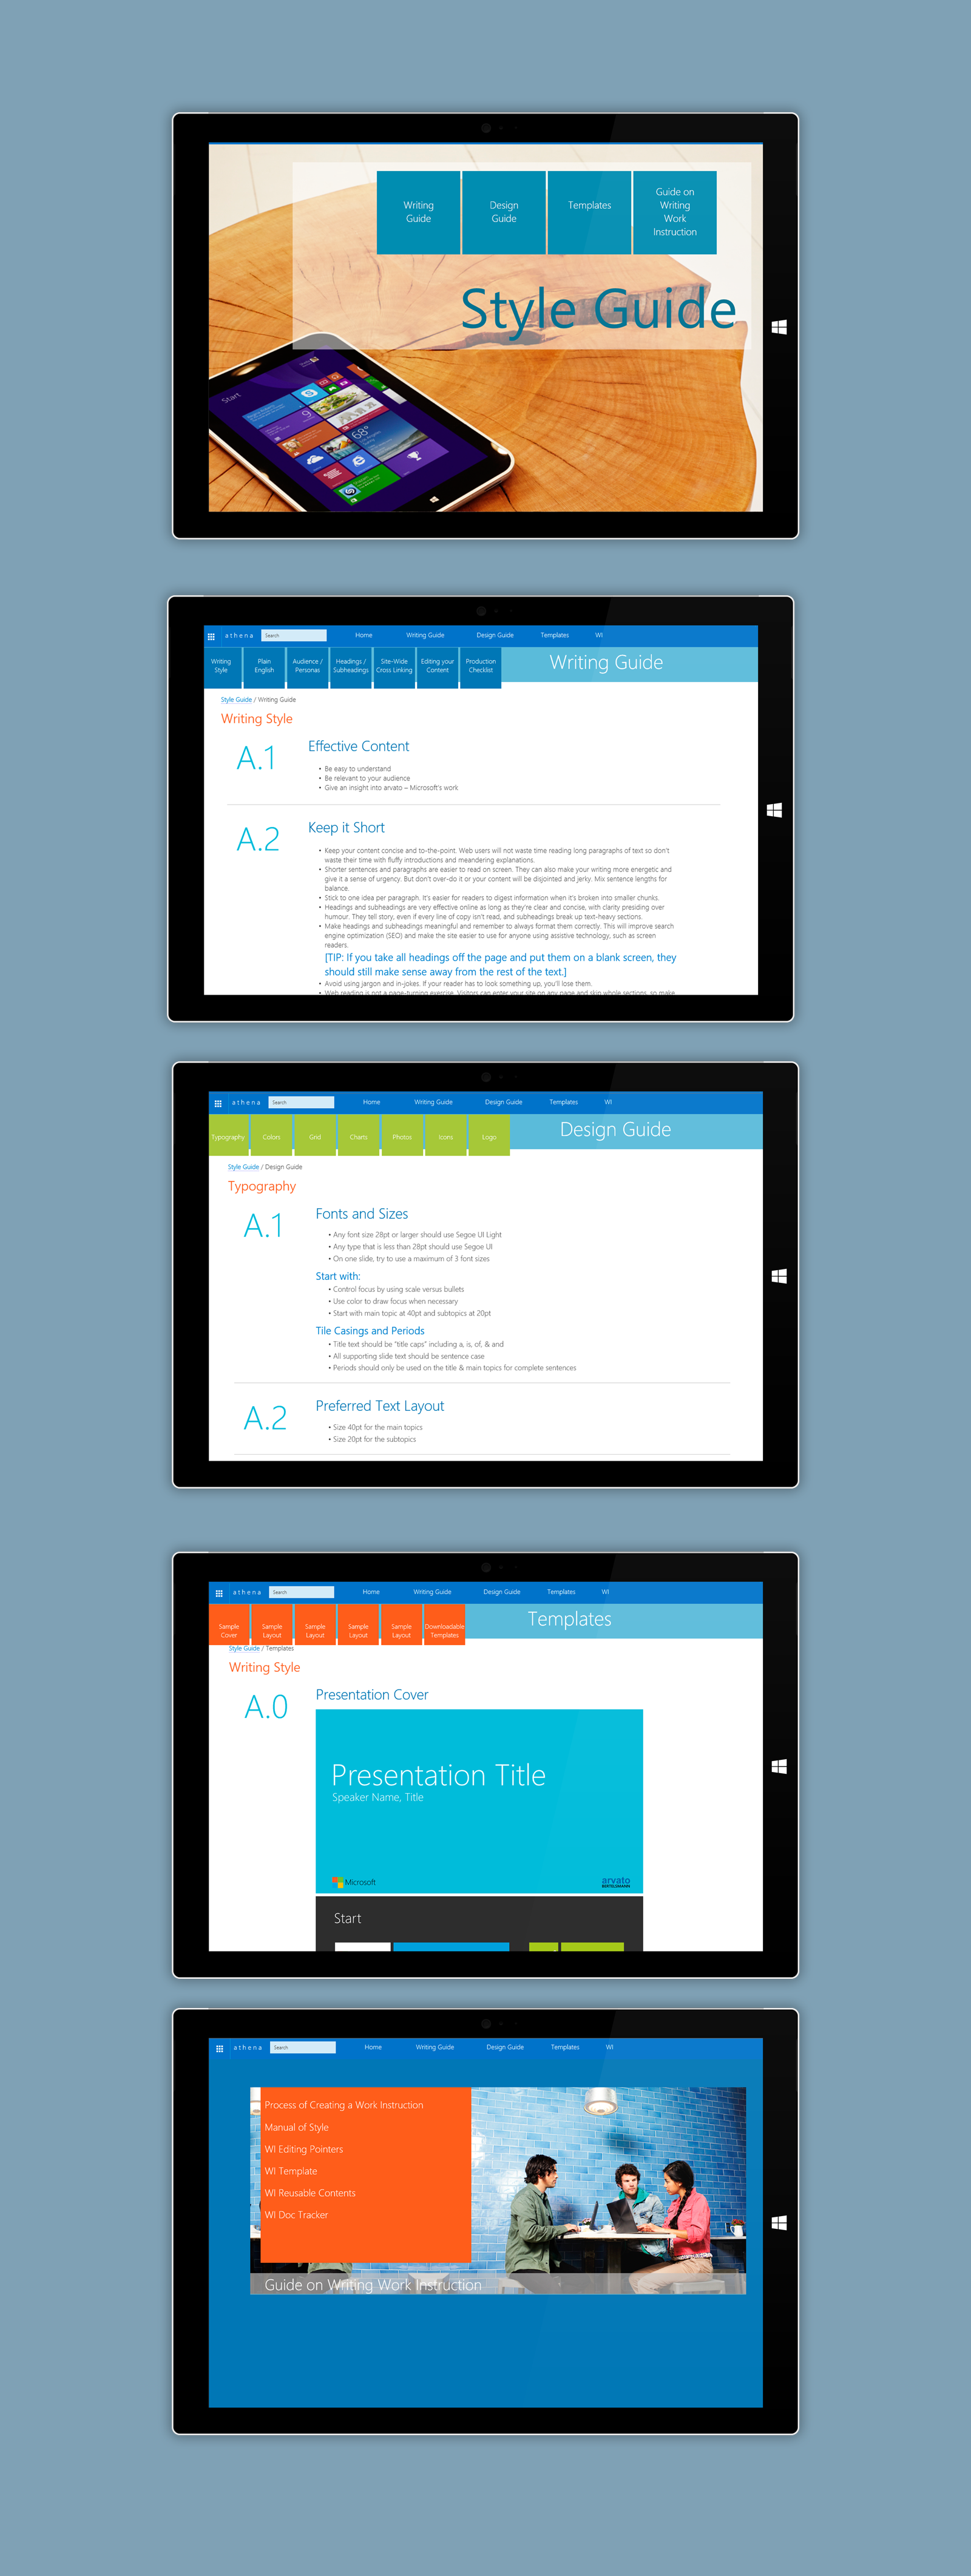 Writing
Guide
Design
Guide
Templates
Guide on
Writing
Work
Instruction
Style Guide
Start
68°
athena
Search
Home
Writing Guide
Design Guide
Templates
WI
Writing
Style
Plain
English
Audience /
Personas
Headings /
Subheadings
Site-Wide
Cross Linking
Editing your
Content
Production
Checklist
Writing Guide
Style Guide / Writing Guide
Writing Style
A.1
Effective Content
• Be easy to understand
• Be relevant to your audience
• Give an insight into arvato – Microsoft's work
A.2
Keep it Short
• Keep your content concise and to-the-point. Web users will not waste time reading long paragraphs of text so don't
waste their time with fluffy introductions and meandering explanations.
• Shorter sentences and paragraphs are easier to read on screen. They can also make your writing more energetic and
give it a sense of urgency. But don't over-do it or your content will be disjointed and jerky. Mix sentence lengths for
balance.
• Stick to one idea per paragraph. It's easier for readers to digest information when it's broken into smaller chunks.
• Headings and subheadings are very effective online as long as they're clear and concise, with clarity presiding over
humour. They tell story, even if every line of copy isn't read, and subheadings break up text-heavy sections.
• Make headings and subheadings meaningful and remember to always format them correctly. This will improve search
engine optimization (SEO) and make the site easier to use for anyone using assistive technology, such as screen
readers.
[TIP: If you take all headings off the page and put them on a blank screen, they
should still make sense away from the rest of the text.]
• Avoid using jargon and in-jokes. If your reader has to look something up, you'll lose them.
• Web reading is not a page-turning exercise. Visitors can enter your site on any page and skip whole sections, so make
athena
Search
Home
Writing Guide
Design Guide
Templates
WI
Typography
Colors
Grid
Charts
Photos
Icons
Logo
Design Guide
Style Guide / Design Guide
Typography
A.1
Fonts and Sizes
• Any font size 28pt or larger should use Segoe UI Light
• Any type that is less than 28pt should use Segoe UI
• On one slide, try to use a maximum of 3 font sizes
Start with:
• Control focus by using scale versus bullets
• Use color to draw focus when necessary
• Start with main topic at 40pt and subtopics at 20pt
Tile Casings and Periods
• Title text should be "title caps" including a, is, of, & and
• All supporting slide text should be sentence case
• Periods should only be used on the title & main topics for complete sentences
A.2
Preferred Text Layout
• Size 40pt for the main topics
• Size 20pt for the subtopics
athena
Search
Home
Writing Guide
Design Guide
Templates
WI
Sample
Cover
Sample
Layout
Sample
Layout
Sample
Layout
Sample
Layout
Downloadable
Templates
Templates
Style Guide / Templates
Writing Style
A.0
Presentation Cover
Presentation Title
Speaker Name, Title
Microsoft
arvato
BERTELSMANN
Start
athena
Search
Home
Writing Guide
Design Guide
Templates
WI
Process of Creating a Work Instruction
Manual of Style
WI Editing Pointers
WI Template
WI Reusable Contents
WI Doc Tracker
Guide on Writing Work Instruction